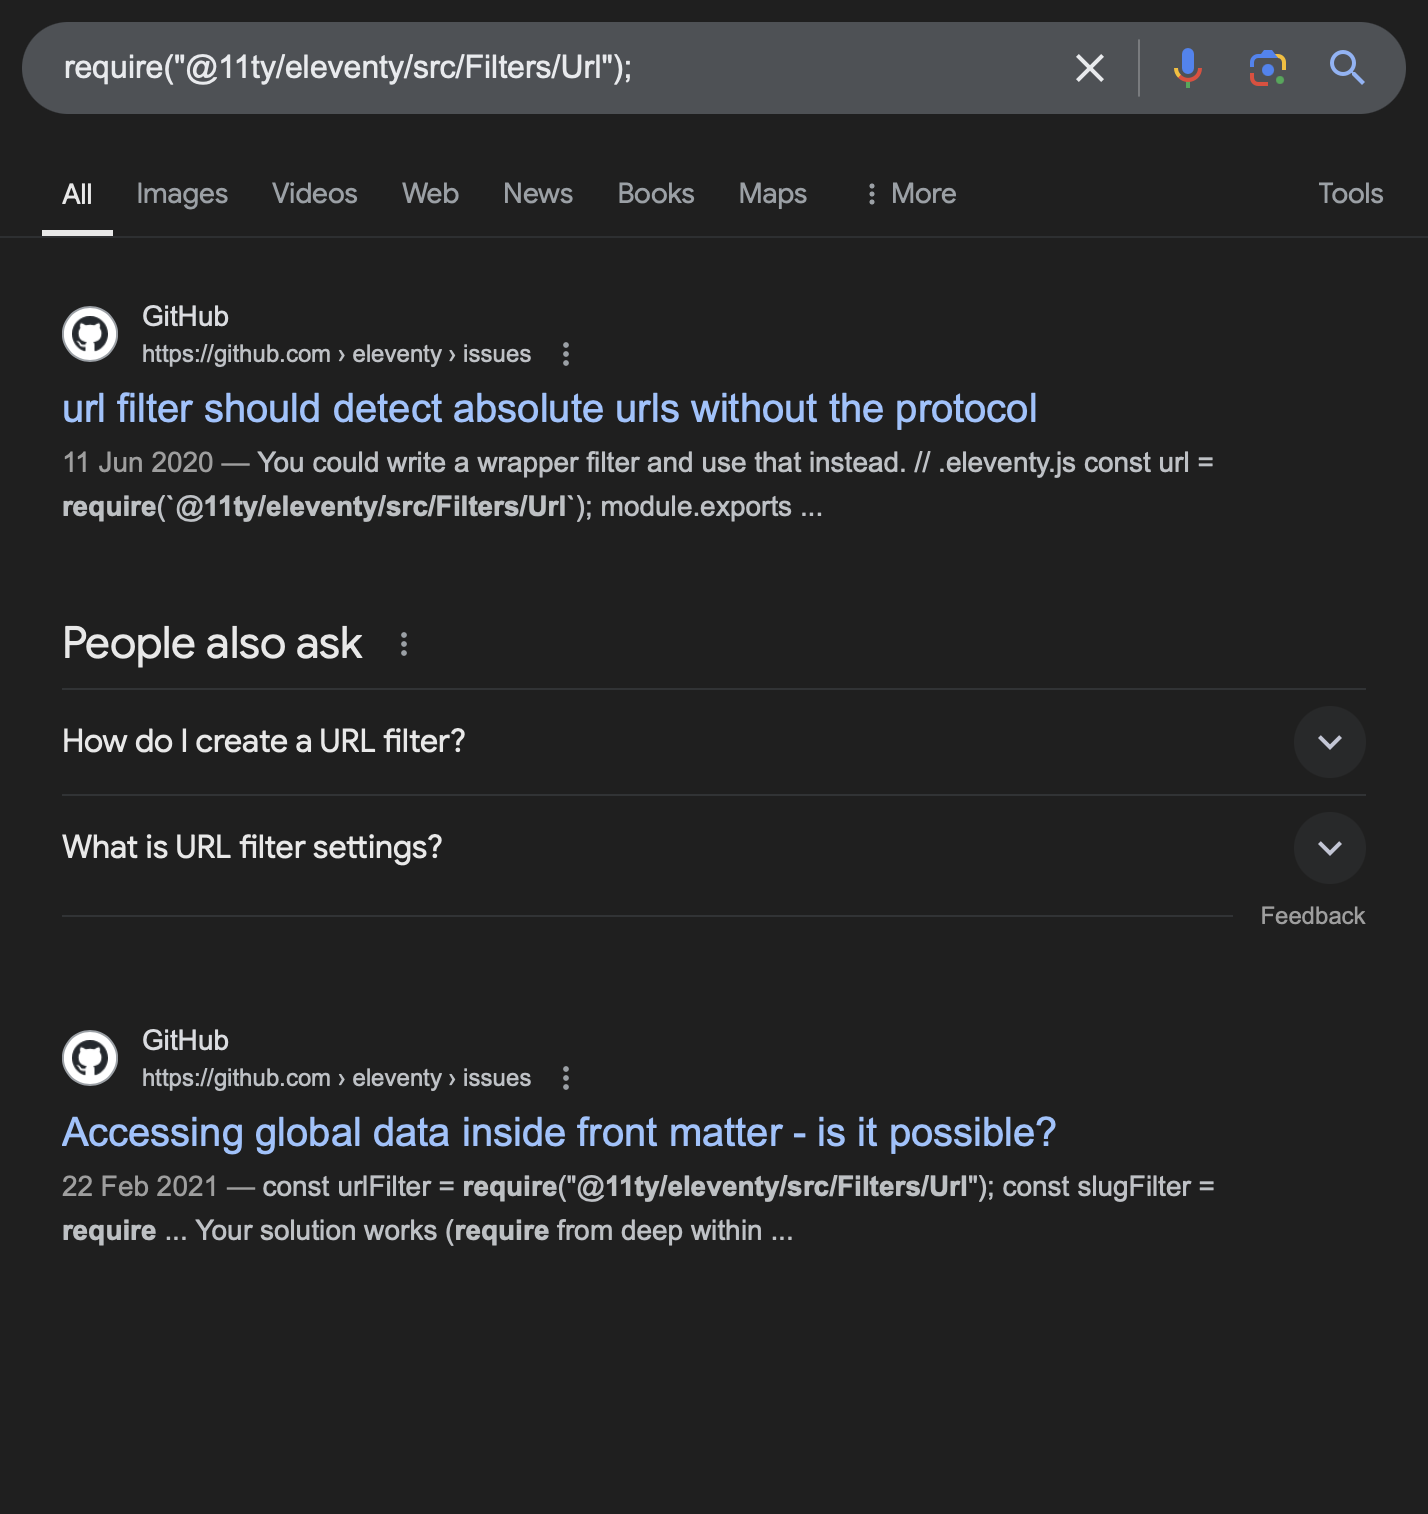 require("@11ty/eleventy/src/Filters/Url");
All Images Videos Web News Books Maps More Tools
GitHub
https://github.com › eleventy › issues
url filter should detect absolute urls without the protocol
11 Jun 2020 — You could write a wrapper filter and use that instead. // .eleventy.js const url =
require(`@11ty/eleventy/src/Filters/Url`); module.exports ...
People also ask
How do I create a URL filter?
What is URL filter settings?
Feedback
GitHub
https://github.com › eleventy › issues
Accessing global data inside front matter - is it possible?
22 Feb 2021 — const urlFilter = require("@11ty/eleventy/src/Filters/Url"); const slugFilter =
require ... Your solution works (require from deep within ...